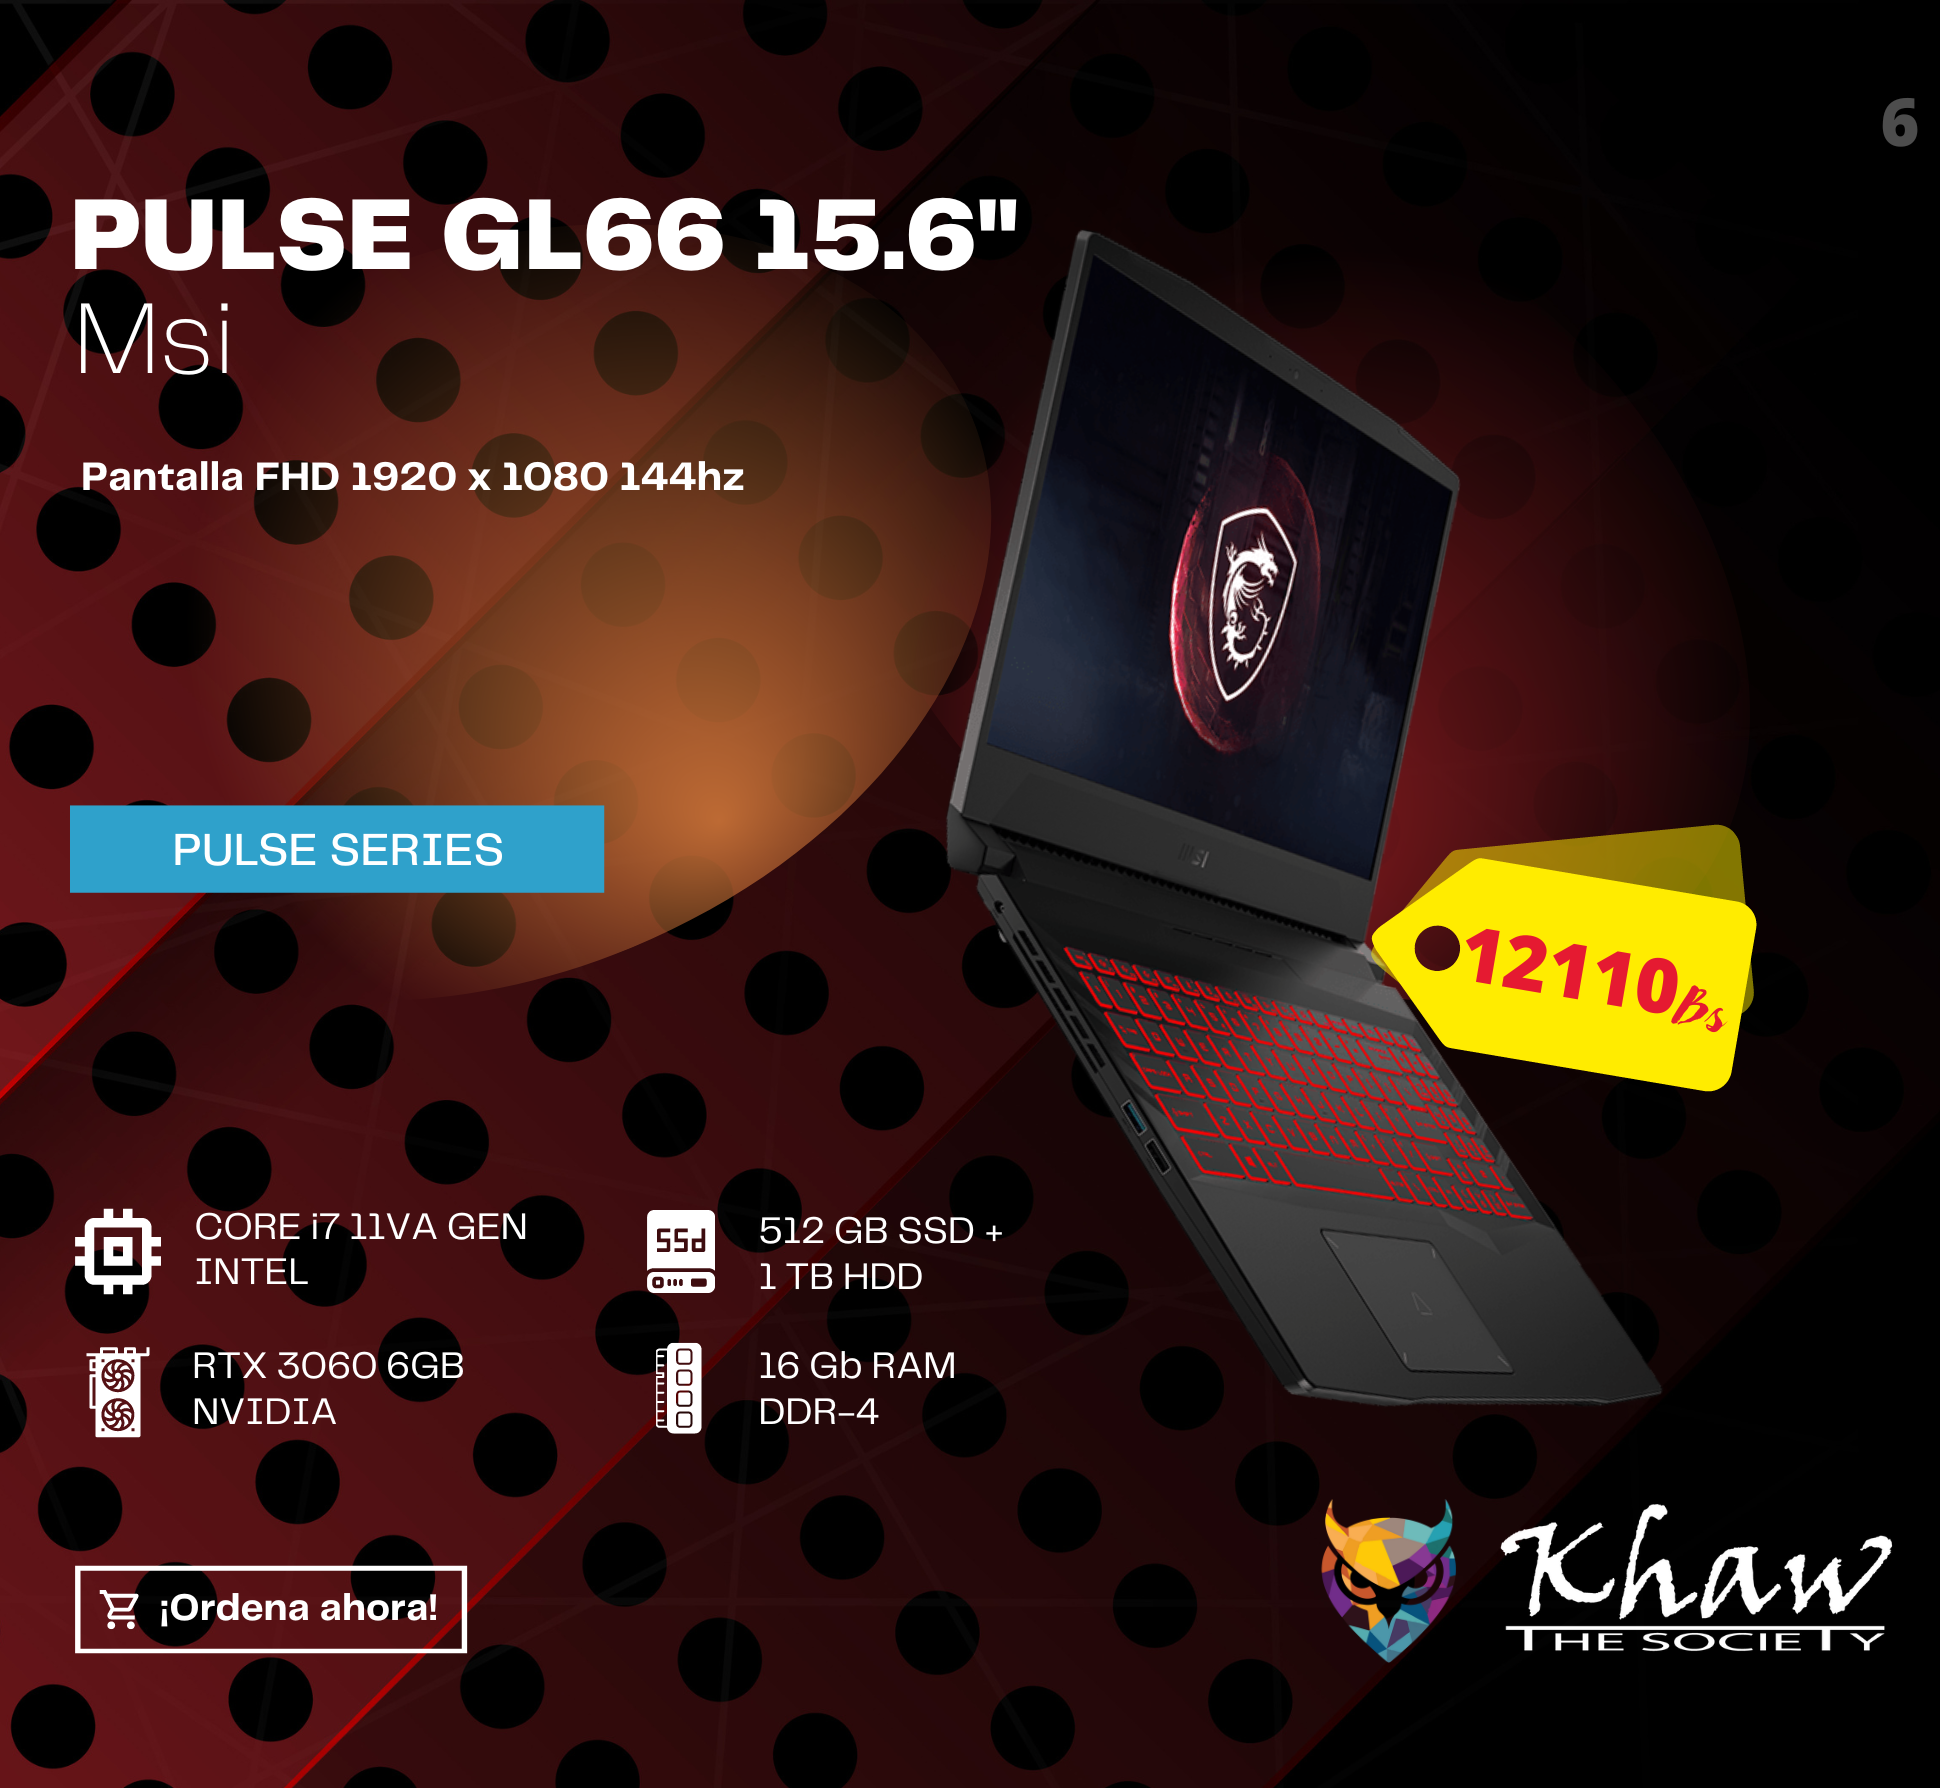 6
PULSE GL66 15.6"
Msi
Pantalla FHD 1920 x 1080 144hz
PULSE SERIES
msi
12110Bs
CORE i7 11VA GEN
INTEL
ssd
512 GB SSD +
1 TB HDD
RTX 3060 6GB
NVIDIA
16 Gb RAM
DDR-4
¡Ordena ahora!
Khaw
THE SOCIETY